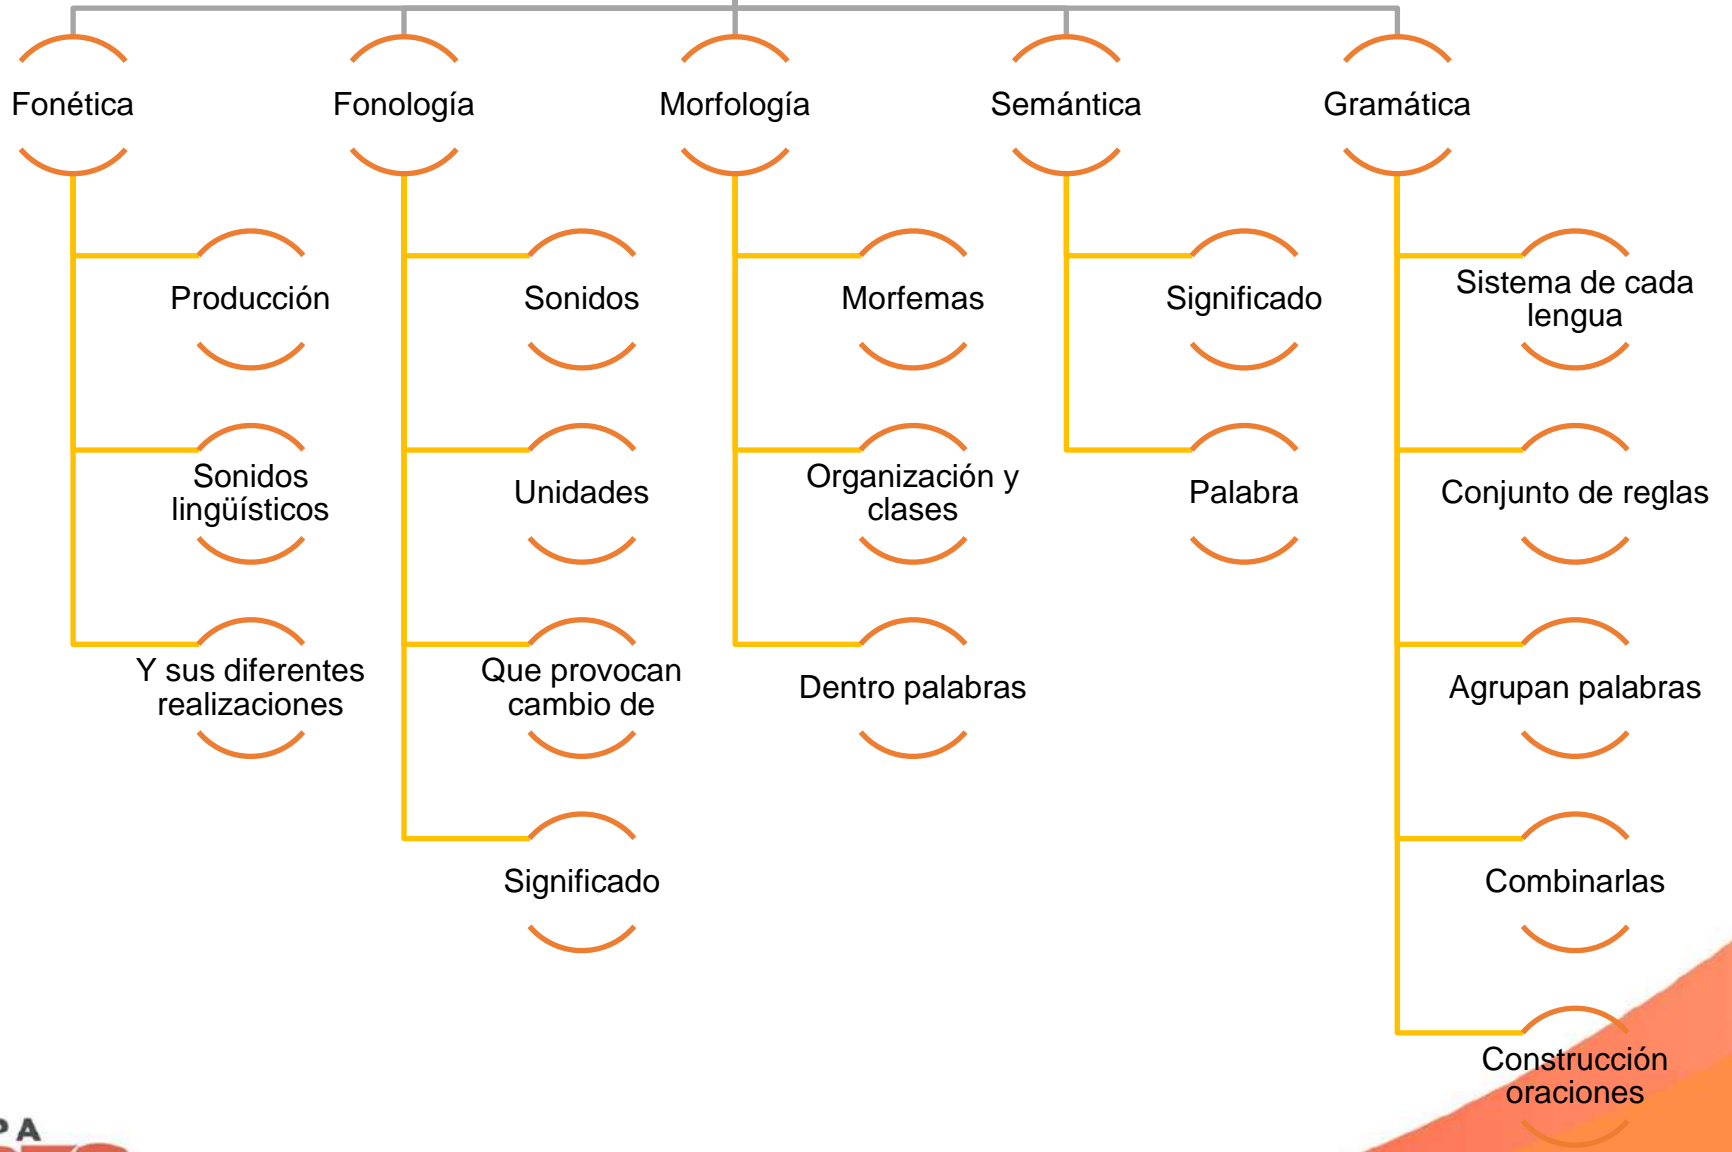 Fonética
Fonología
Morfología
Semántica
Gramática
Producción
Sonidos
Morfemas
Significado
Sistema de cada
lengua
Sonidos
lingüísticos
Unidades
Organización y
clases
Palabra
Conjunto de reglas
Y sus diferentes
realizaciones
Que provocan
cambio de
Dentro palabras
Agrupan palabras
Significado
Combinarlas
Construcción
oraciones